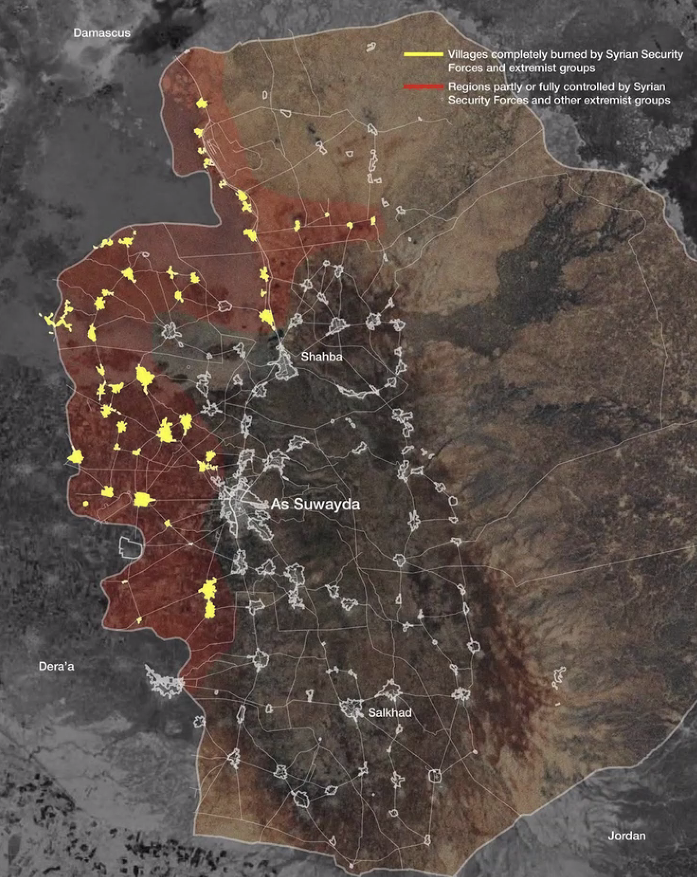 Damascus
Villages completely burned by Syrian Security
Forces and extremist groups
Regions partly or fully controlled by Syrian
Security Forces and other extremist groups
Shahba
As Suwayda
Dera'a
Salkhad
Jordan